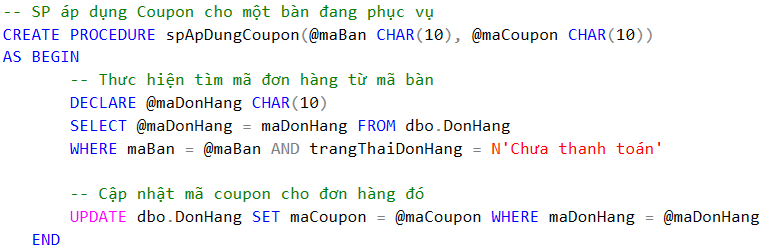 -- SP áp dụng Coupon cho một bàn đang phục vụ
CREATE PROCEDURE spApDungCoupon(@maBan CHAR(10), @maCoupon CHAR(10))
AS BEGIN
-- Thưc hiện tìm mã đơn hàng từ mã bàn
DECLARE @maDonHang CHAR(10)
SELECT @maDonHang = maDonHang FROM dbo.DonHang
WHERE maBan = @maBan AND trangThaiDonHang = N'Chưa thanh toán'
-- Cập nhật mã coupon cho đơn hàng đó
UPDATE dbo.DonHang SET maCoupon = @maCoupon WHERE maDonHang = @maDonHang
END